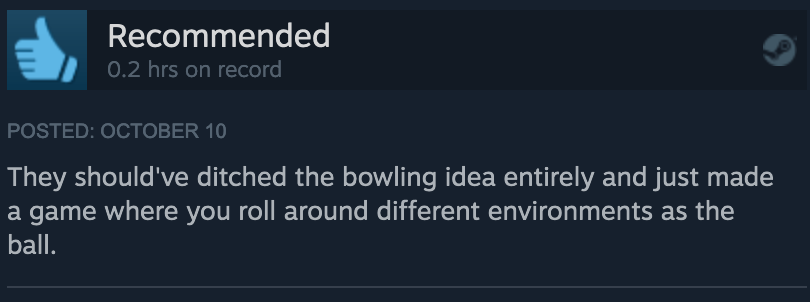 Recommended
0.2 hrs on record
POSTED: OCTOBER 10
They should've ditched the bowling idea entirely and just made
a game where you roll around different environments as the
ball.